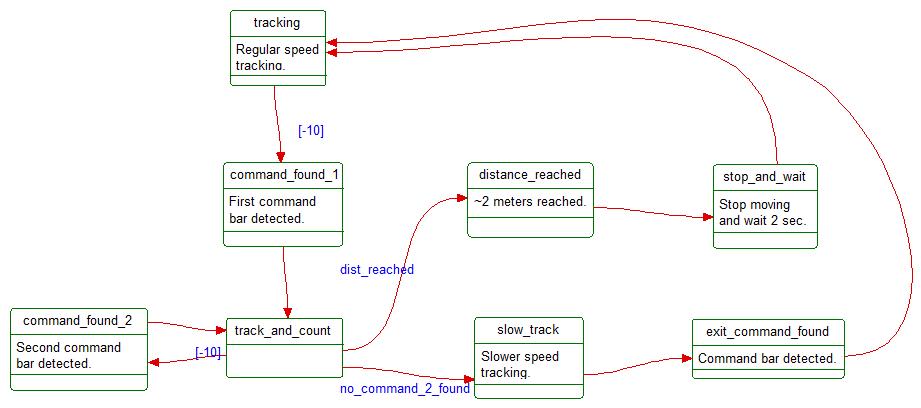 tracking
Regular speed
tracking.
[-10]
command_found_1
First command
bar detected.
distance_reached
~2 meters reached.
stop_and_wait
Stop moving
and wait 2 sec.
dist_reached
command_found_2
Second command
bar detected.
[-10]
track_and_count
no_command_2_found
slow_track
Slower speed
tracking.
exit_command_found
Command bar detected.